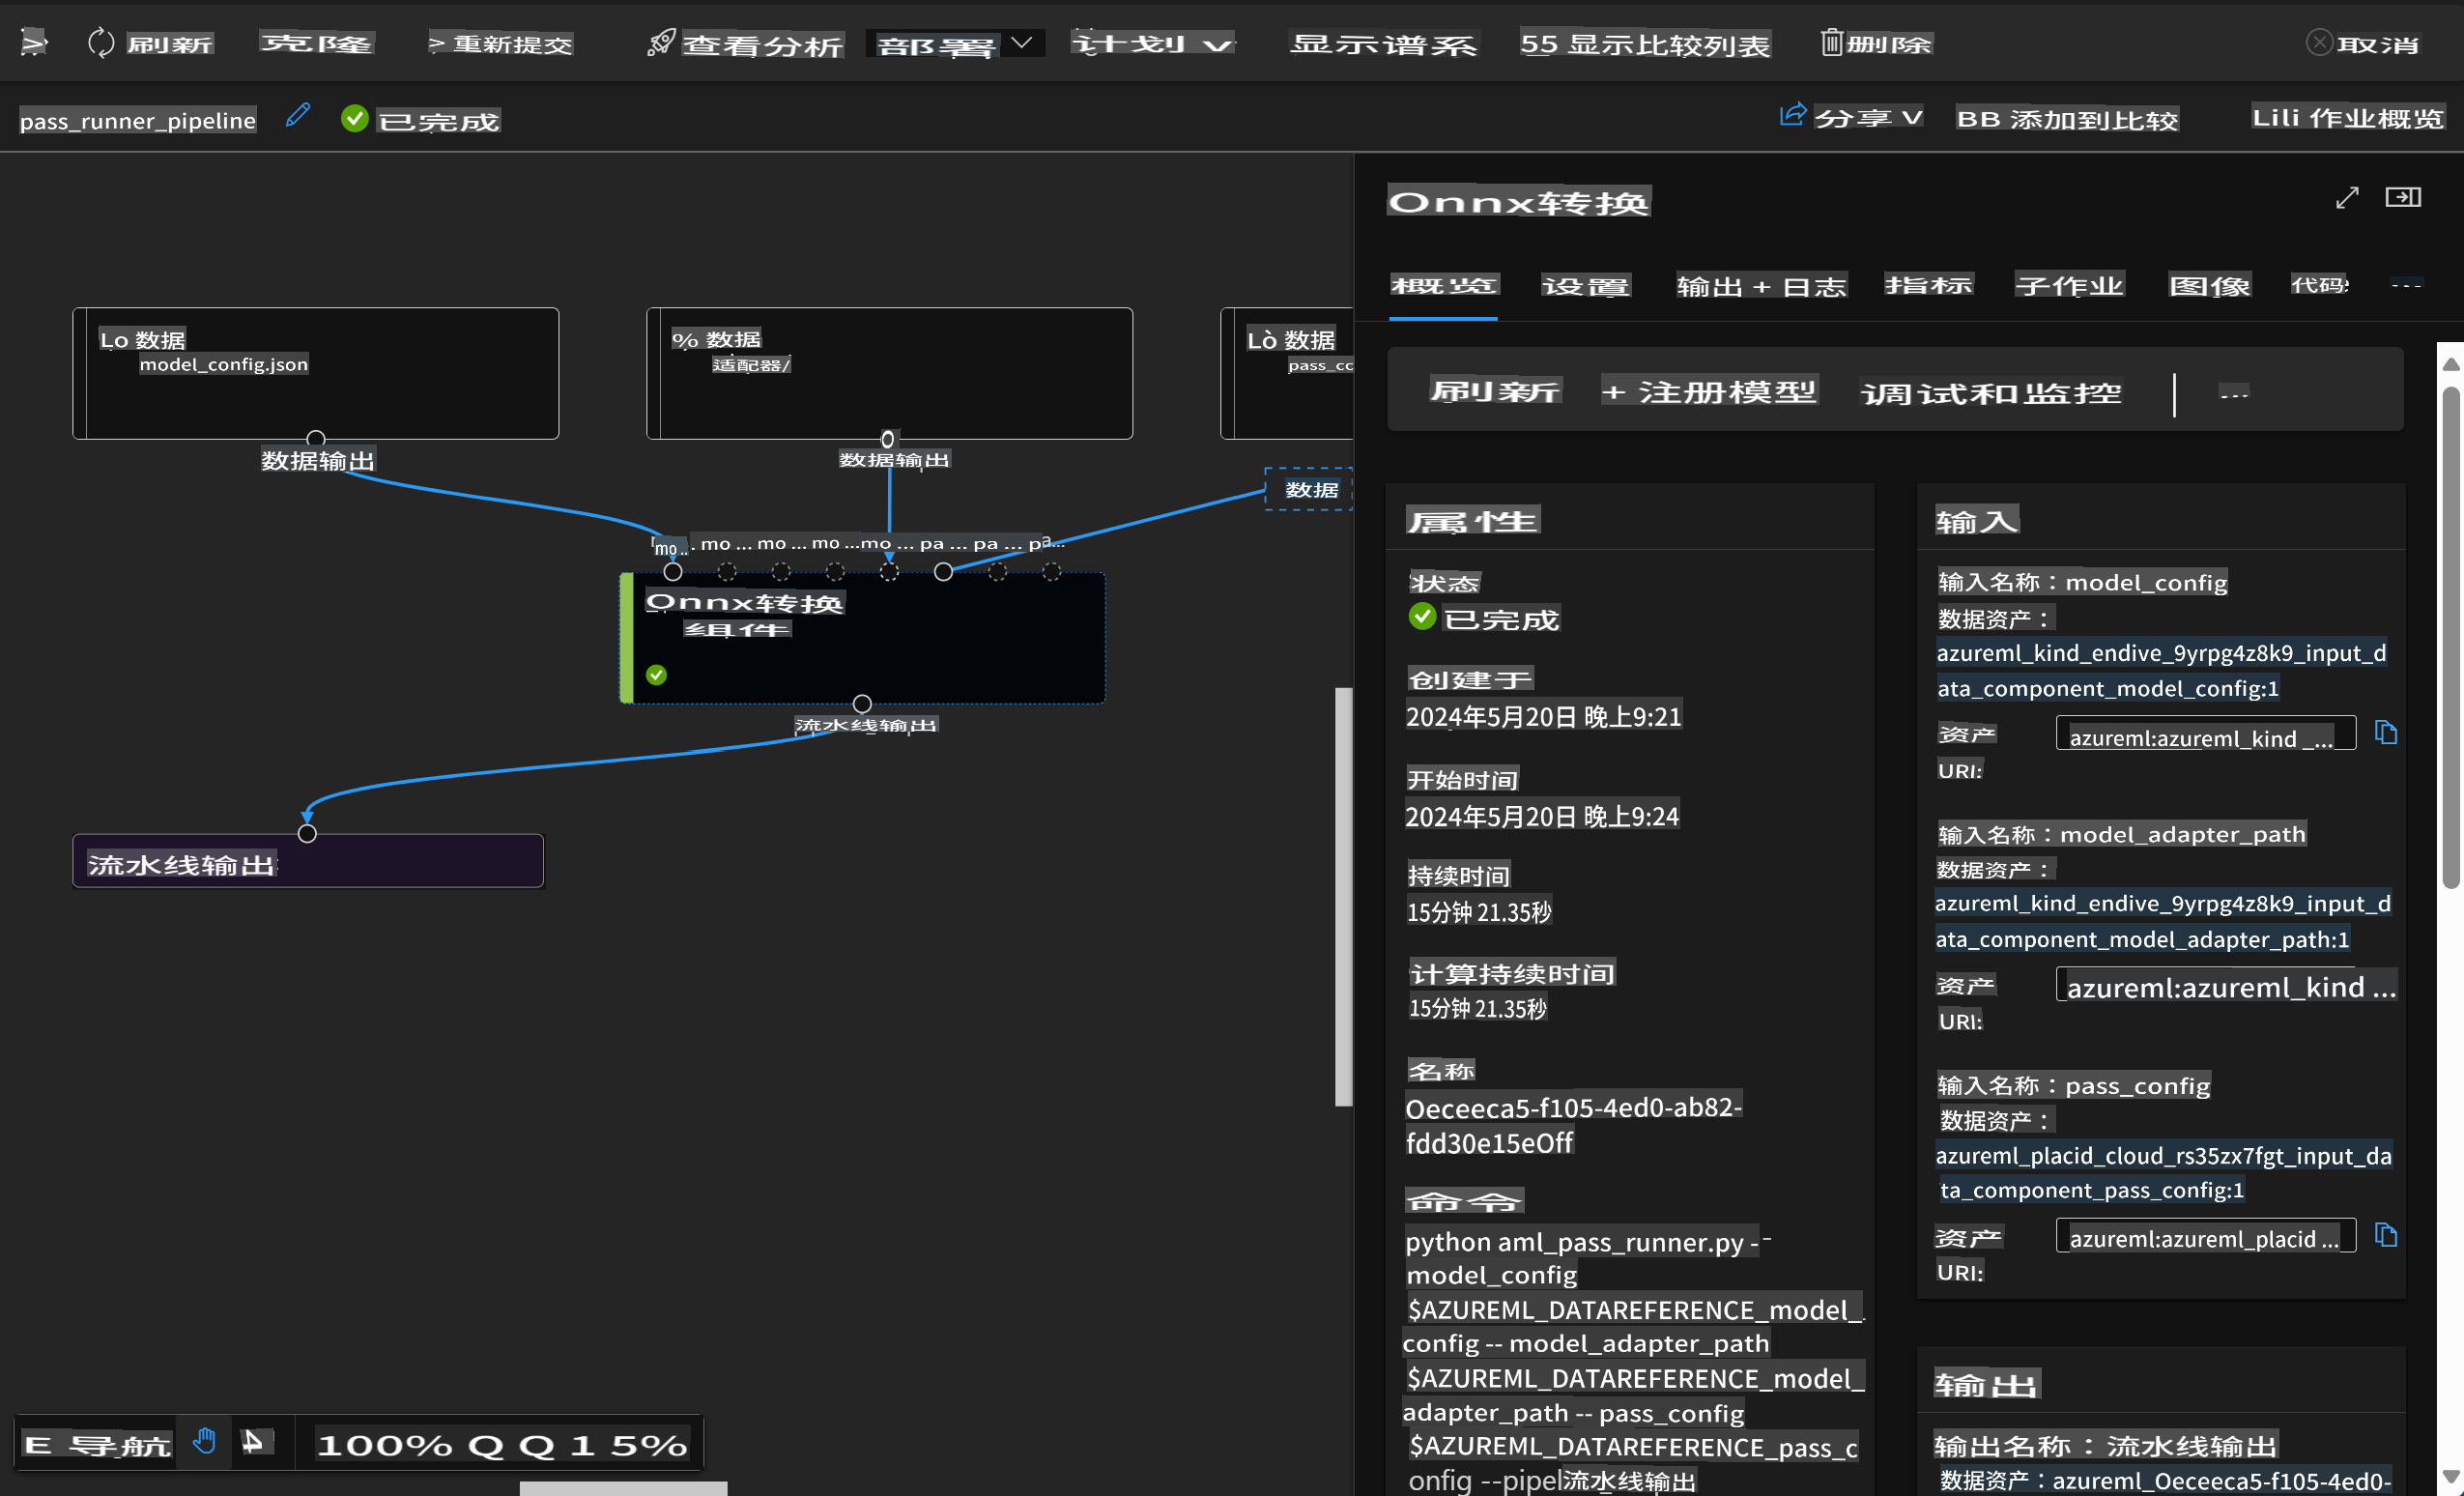 刷新 克隆 > 重新提交 查看分析 部署 计划 V 显示谱系 55 显示比较列表 删除 取消
pass_runner_pipeline 已完成 分享 V BB 添加到比较 Lili 作业概览
Onnx转换
概览 设置 输出 + 日志 指标 子作业 图像 代码 ...
Lo 数据
model_config.json
% 数据
适配器/
Lò 数据
pass_cc
刷新 + 注册模型 调试和监控 ...
数据输出
数据输出
数据
mo .. . mo ... mo ... mo ... mo ... pa ... pa ... pa...
Onnx转换
组件
流水线输出
流水线输出
属性
状态
已完成
创建于
2024年5月20日 晚上9:21
开始时间
2024年5月20日 晚上9:24
持续时间
15分钟 21.35秒
计算持续时间
15分钟 21.35秒
名称
Oeceeca5-f105-4ed0-ab82-
fdd30e15eOff
命令
python aml_pass_runner.py --
model_config
$AZUREML_DATAREFERENCE_model_
config -- model_adapter_path
$AZUREML_DATAREFERENCE_model_
adapter_path -- pass_config
$AZUREML_DATAREFERENCE_pass_c
onfig --pipel流水线输出
输入
输入名称：model_config
数据资产：
azureml_kind_endive_9yrpg4z8k9_input_d
ata_component_model_config:1
资产 azureml:azureml_kind _...
URI:
输入名称：model_adapter_path
数据资产：
azureml_kind_endive_9yrpg4z8k9_input_d
ata_component_model_adapter_path:1
资产 azureml:azureml_kind ...
URI:
输入名称：pass_config
数据资产：
azureml_placid_cloud_rs35zx7fgt_input_da
ta_component_pass_config:1
资产 azureml:azureml_placid ...
URI:
输出
输出名称：流水线输出
数据资产：azureml_Oeceeca5-f105-4ed0-
E 导航 100% Q Q 1 5%